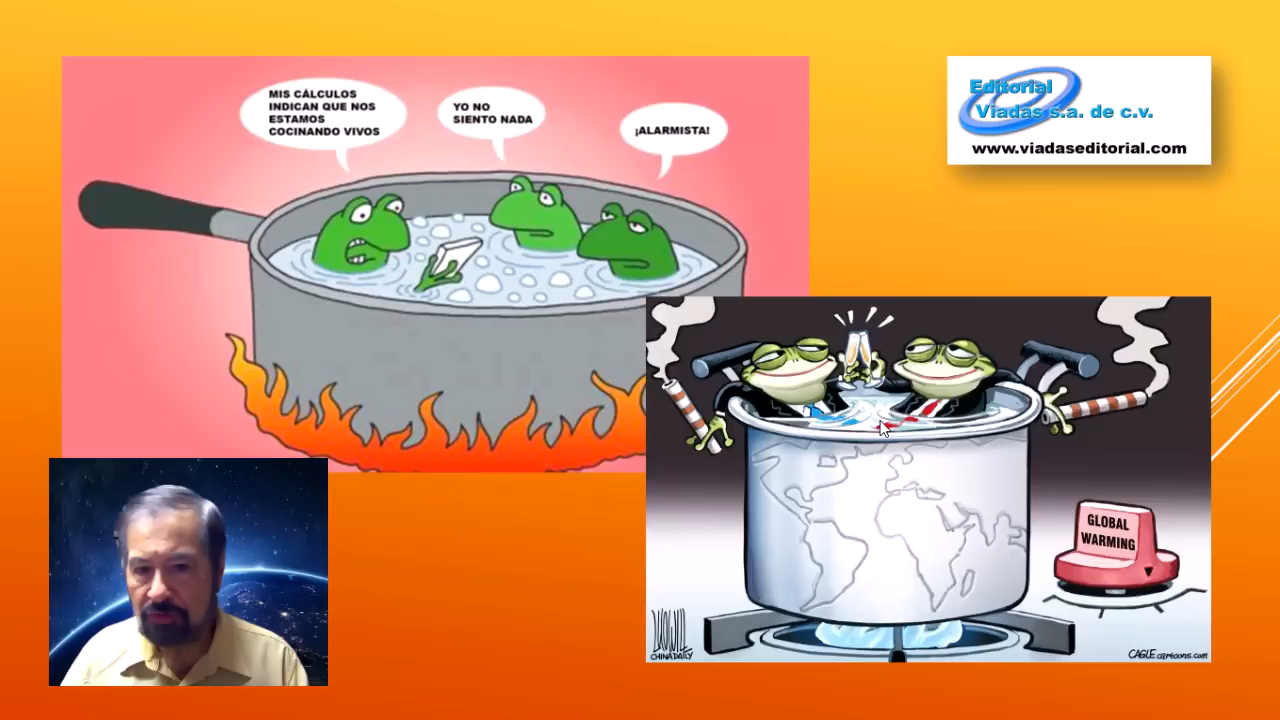 MIS CÁLCULOS
INDICAN QUE NOS
ESTAMOS
COCINANDO VIVOS
YO NO
SIENTO NADA
¡ALARMISTA!
Editorial
Viadas s.a. de c.v.
www.viadaseditorial.com
GLOBAL
WARMING
CHINA DAILY
CAGLE cartoons.com